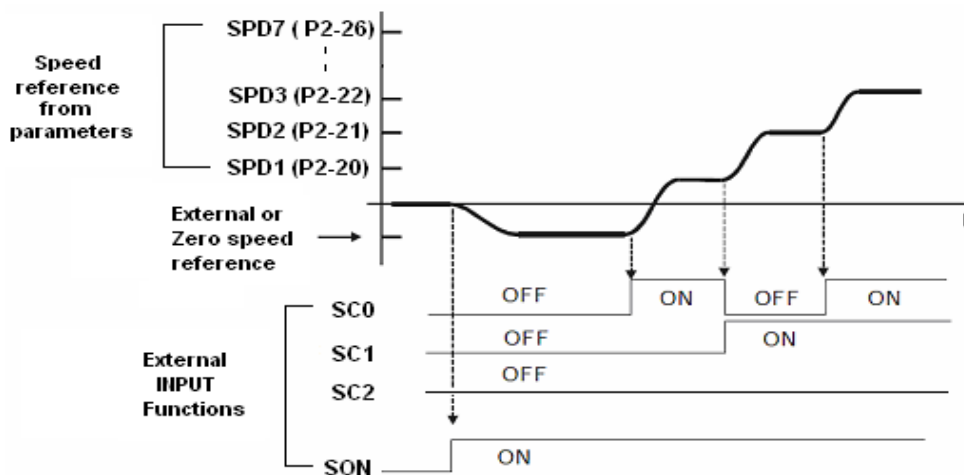 SPD7 ( P2-26)
Speed
reference
from
parameters
SPD3 (P2-22)
SPD2 (P2-21)
SPD1 (P2-20)
External or
Zero speed
reference
SC0
OFF
ON
OFF
ON
SC1
OFF
ON
SC2
OFF
External
INPUT
Functions
SON
ON